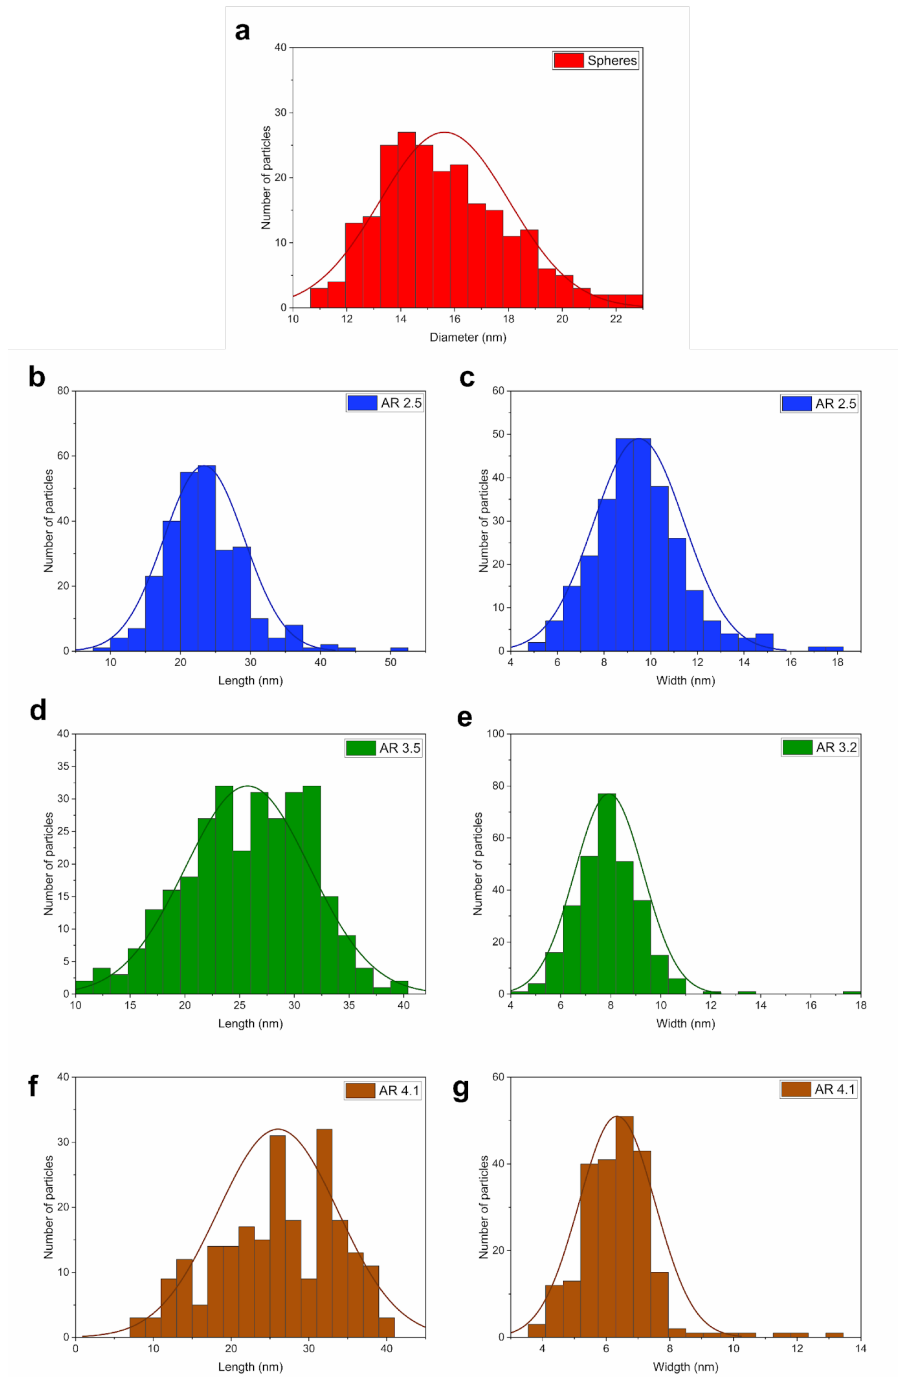 a
Spheres
40
30
20
10
0
Number of particles
10 12 14 16 18 20 22
Diameter (nm)
b
AR 2.5
80
60
40
20
0
Number of particles
10 20 30 40 50
Length (nm)
c
AR 2.5
60
50
40
30
20
10
0
Number of particles
4 6 8 10 12 14 16 18
Width (nm)
d
AR 3.5
40
35
30
25
20
15
10
5
0
Number of particles
10 15 20 25 30 35 40
Length (nm)
e
AR 3.2
100
80
60
40
20
0
Number of particles
4 6 8 10 12 14 16 18
Width (nm)
f
AR 4.1
40
30
20
10
0
Number of particles
0 10 20 30 40
Length (nm)
g
AR 4.1
60
40
20
0
Number of particles
4 6 8 10 12 14
Widgth (nm)